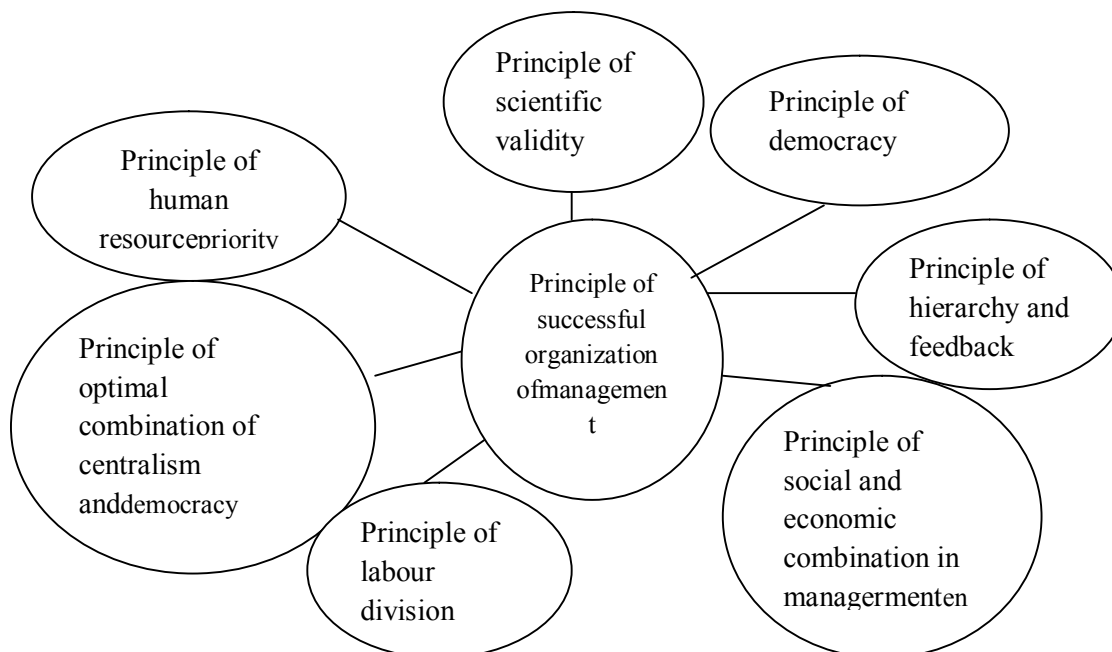 Principle of
scientific
validity
Principle of
democracy
Principle of
human
resourcepriority
Principle of
successful
organization
ofmanagemen
t
Principle of
hierarchy and
feedback
Principle of
optimal
combination of
centralism
anddemocracy
Principle of
social and
economic
combination in
managermenten
Principle of
labour
division